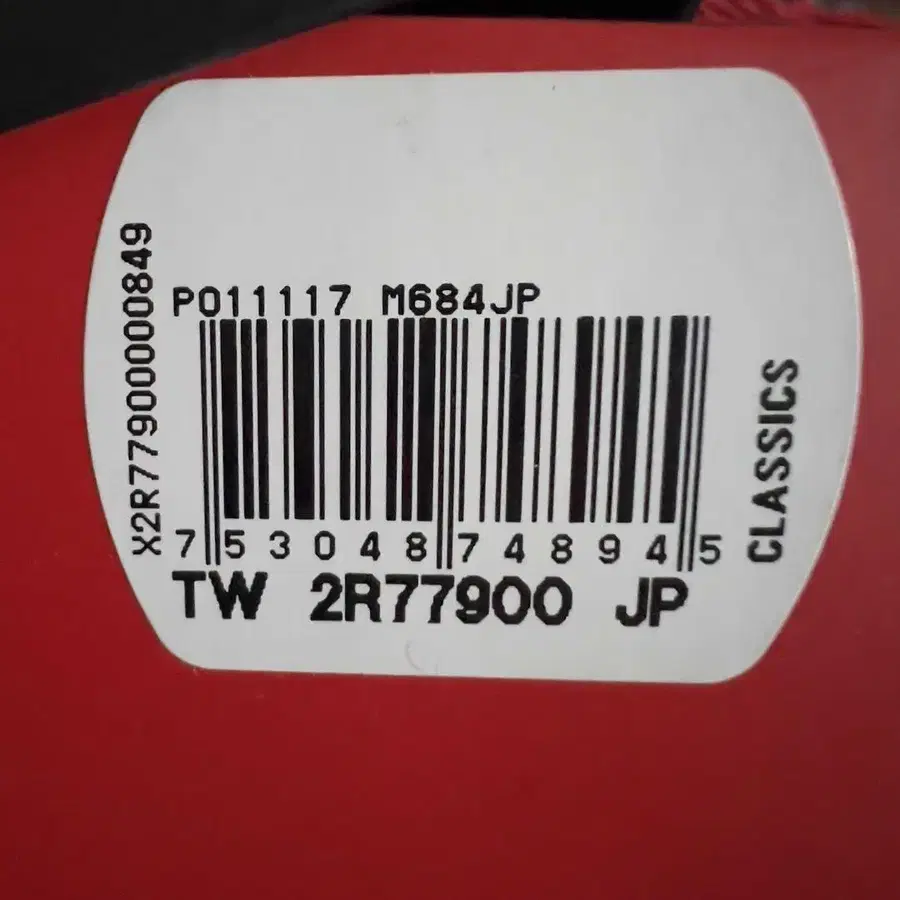 X2R7790000849
P011117 M684JP
7 53048 74894 5
TW 2R77900 JP
CLASSICS